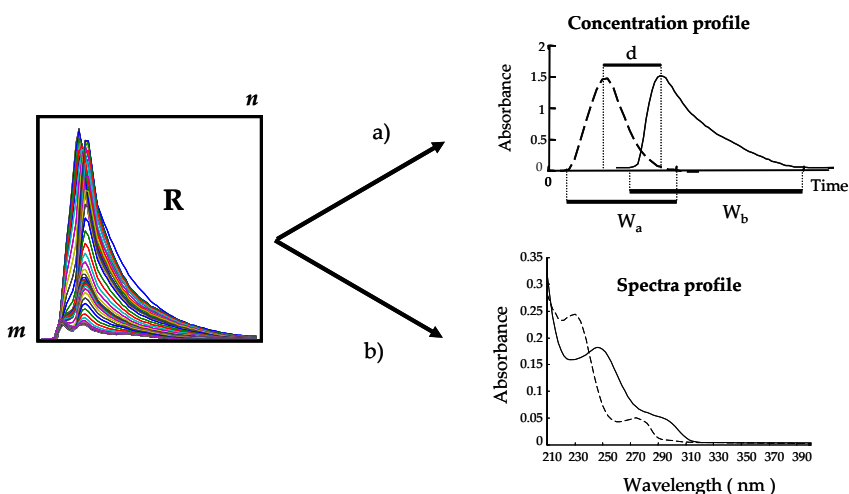 n
R
m
a)
b)
Concentration profile
Absorbance
2
1.5
1
0.5
0
0
d
Time
Wa
Wb
Spectra profile
Absorbance
0.35
0.3
0.25
0.2
0.15
0.1
0.05
0
210 230 250 270 290 310 330 350 370 390
Wavelength ( nm )